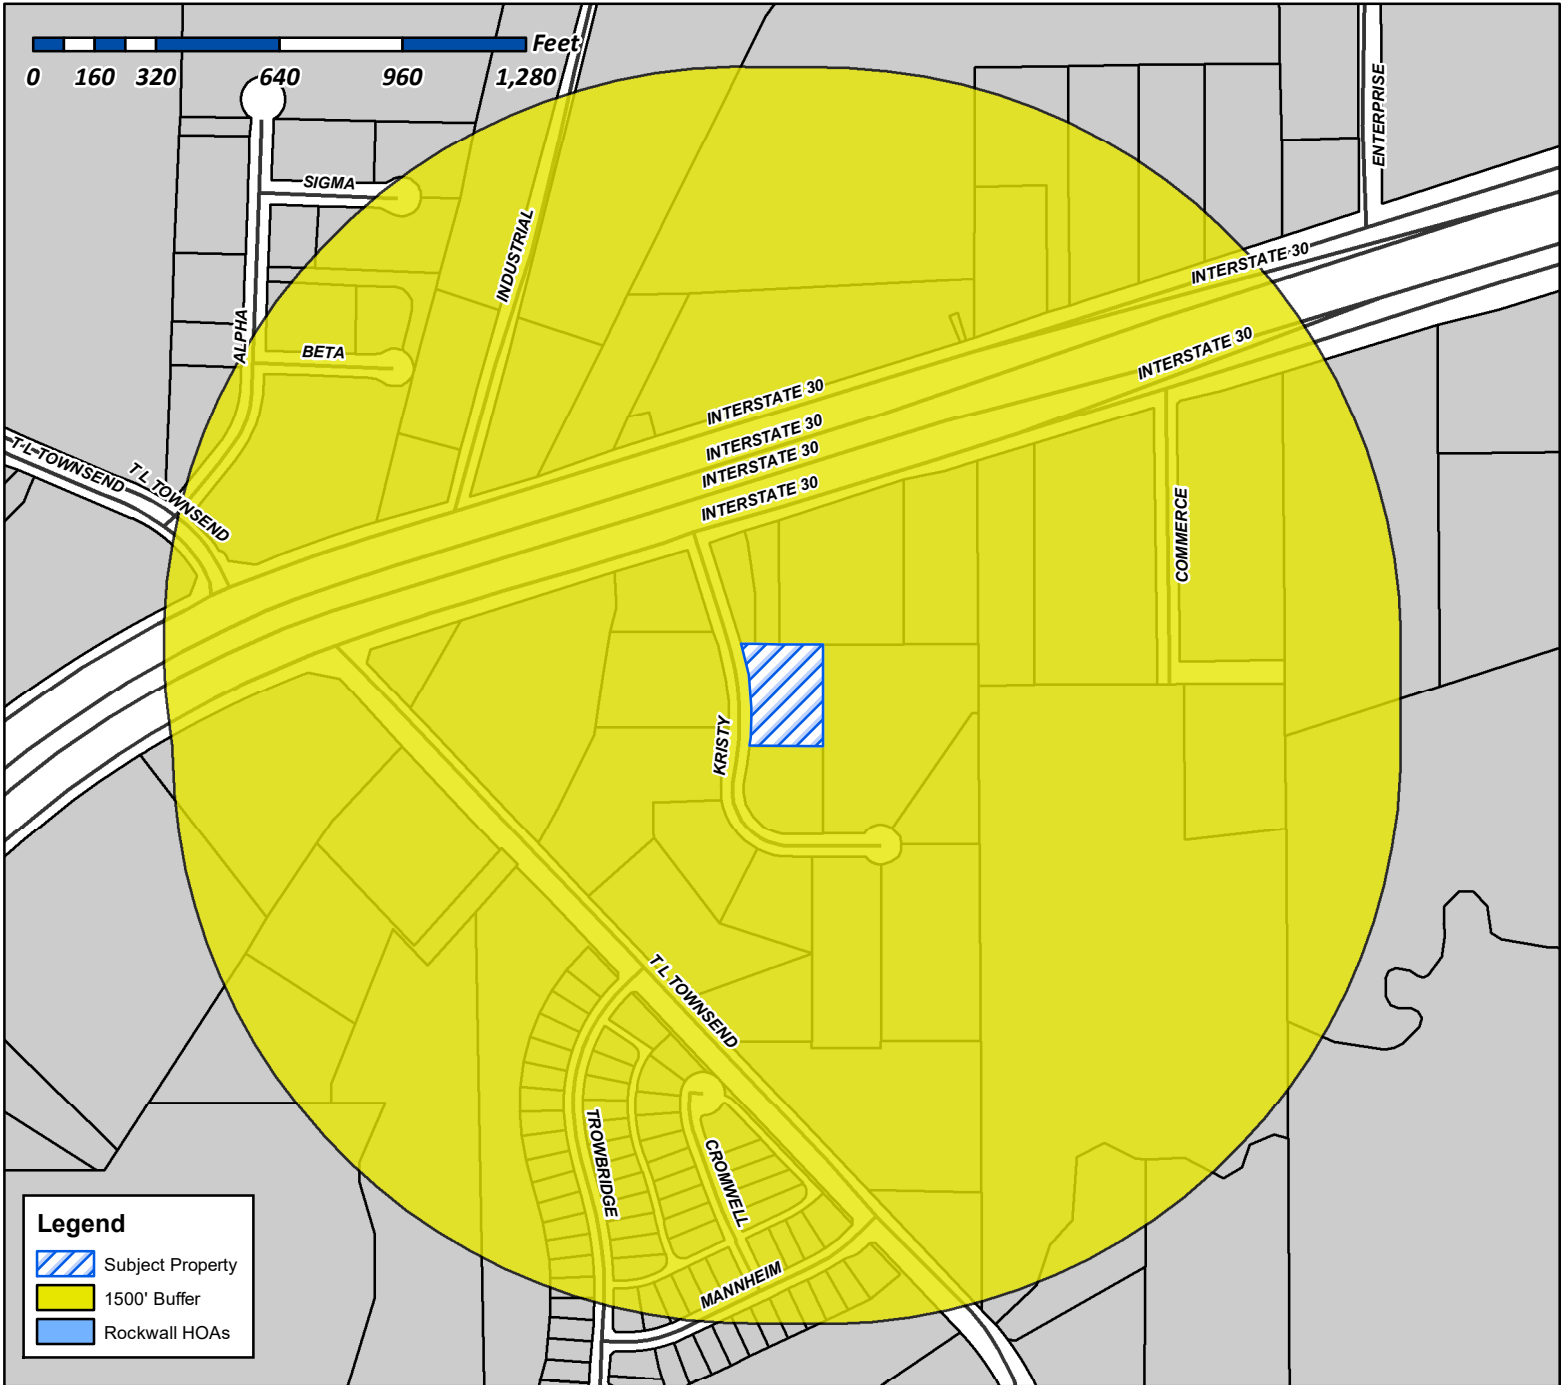 Feet
0 160 320 640 960 1,280
ENTERPRISE
SIGMA
INDUSTRIAL
INTERSTATE 30
ALPHA
BETA
INTERSTATE 30
INTERSTATE 30
INTERSTATE 30
INTERSTATE 30
INTERSTATE 30
T L TOWNSEND
T L TOWNSEND
COMMERCE
KRISTY
T L TOWNSEND
TROWBRIDGE
CROMWELL
MANNHEIM
Legend
Subject Property
1500' Buffer
Rockwall HOAs